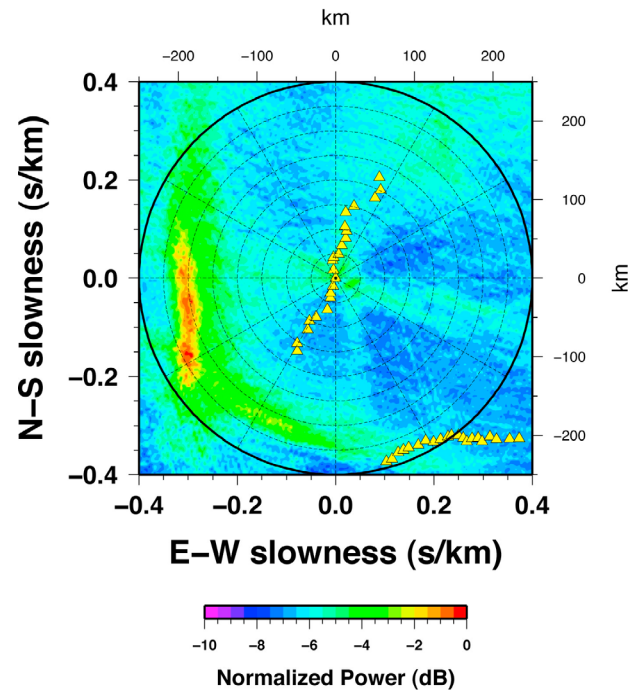 km
−200 −100 0 100 200
0.4
0.2
0.0
−0.2
−0.4
N−S slowness (s/km)
200
100
0
−100
−200
km
−0.4 −0.2 0.0 0.2 0.4
E−W slowness (s/km)
−10 −8 −6 −4 −2 0
Normalized Power (dB)